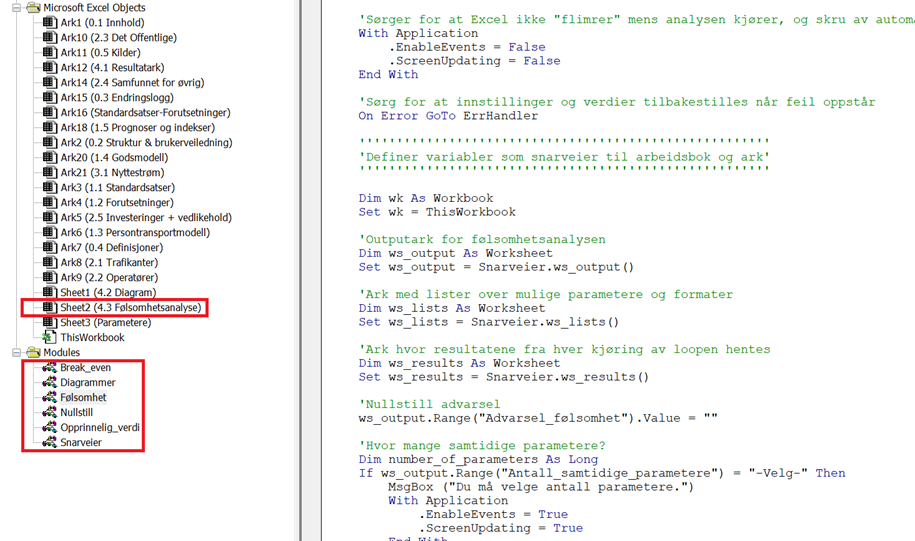 Microsoft Excel Objects
Ark1 (0.1 Innhold)
Ark10 (2.3 Det Offentlige)
Ark11 (0.5 Kilder)
Ark12 (4.1 Resultatark)
Ark14 (2.4 Samfunnet for øvrig)
Ark15 (0.3 Endringslogg)
Ark16 (Standardsatser-Forutsetninger)
Ark18 (1.5 Prognoser og indekser)
Ark2 (0.2 Struktur & brukerveiledning)
Ark20 (1.4 Godsmodell)
Ark21 (3.1 Nyttestrøm)
Ark3 (1.1 Standardsatser)
Ark4 (1.2 Forutsetninger)
Ark5 (2.5 Investeringer + vedlikehold)
Ark6 (1.3 Persontransportmodell)
Ark7 (0.4 Definisjoner)
Ark8 (2.1 Trafikanter)
Ark9 (2.2 Operatører)
Sheet1 (4.2 Diagram)
Sheet2 (4.3 Følsomhetsanalyse)
Sheet3 (Parametere)
ThisWorkbook
Modules
Break_even
Diagrammer
Følsomhet
Nullstill
Opprinnelig_verdi
Snarveier
'Sørger for at Excel ikke "flimrer" mens analysen kjører, og skru av
With Application
.EnableEvents = False
.ScreenUpdating = False
End With
'Sørg for at innstillinger og verdier tilbakestilles når feil oppstår
On Error GoTo ErrHandler
'''''''''''''''''''''''''''''''''''''''''''''''''''''''
'Definer variabler som snarveier til arbeidsbok og ark'
'''''''''''''''''''''''''''''''''''''''''''''''''''''''
Dim wk As Workbook
Set wk = ThisWorkbook
'Outputark for følsomhetsanalysen
Dim ws_output As Worksheet
Set ws_output = Snarveier.ws_output()
'Ark med lister over mulige parametere og formater
Dim ws_lists As Worksheet
Set ws_lists = Snarveier.ws_lists()
'Ark hvor resultatene fra hver kjøring av loopen hentes
Dim ws_results As Worksheet
Set ws_results = Snarveier.ws_results()
'Nullstill advarsel
ws_output.Range("Advarsel_følsomhet").Value = ""
'Hvor mange samtidige parametere?
Dim number_of_parameters As Long
If ws_output.Range("Antall_samtidige_parametere") = "-Velg-" Then
MsgBox ("Du må velge antall parametere.")
With Application
.EnableEvents = True
.ScreenUpdating = True
End With